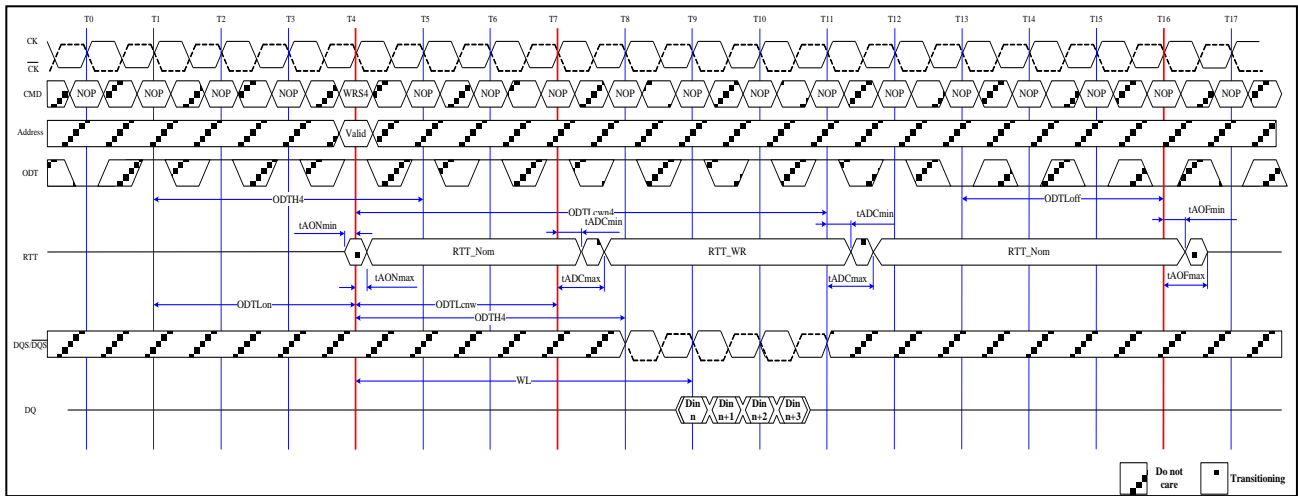 T0 T1 T2 T3 T4 T5 T6 T7 T8 T9 T10 T11 T12 T13 T14 T15 T16 T17
CK
CK
CMD NOP NOP NOP NOP WRS4 NOP NOP NOP NOP NOP NOP NOP NOP NOP NOP NOP NOP NOP
Address Valid
ODT
ODTH4 ODTLcwn4 ODTLoff
tAONmin tADCmin tADCmin tAOFmin
RTT RTT_Nom RTT_WR RTT_Nom
tAONmax tADCmax tADCmax tAOFmax
ODTLon ODTLcnw
ODTH4
DQS/DQS
WL
DQ Din n Din n+1 Din n+2 Din n+3
Do not care Transitioning